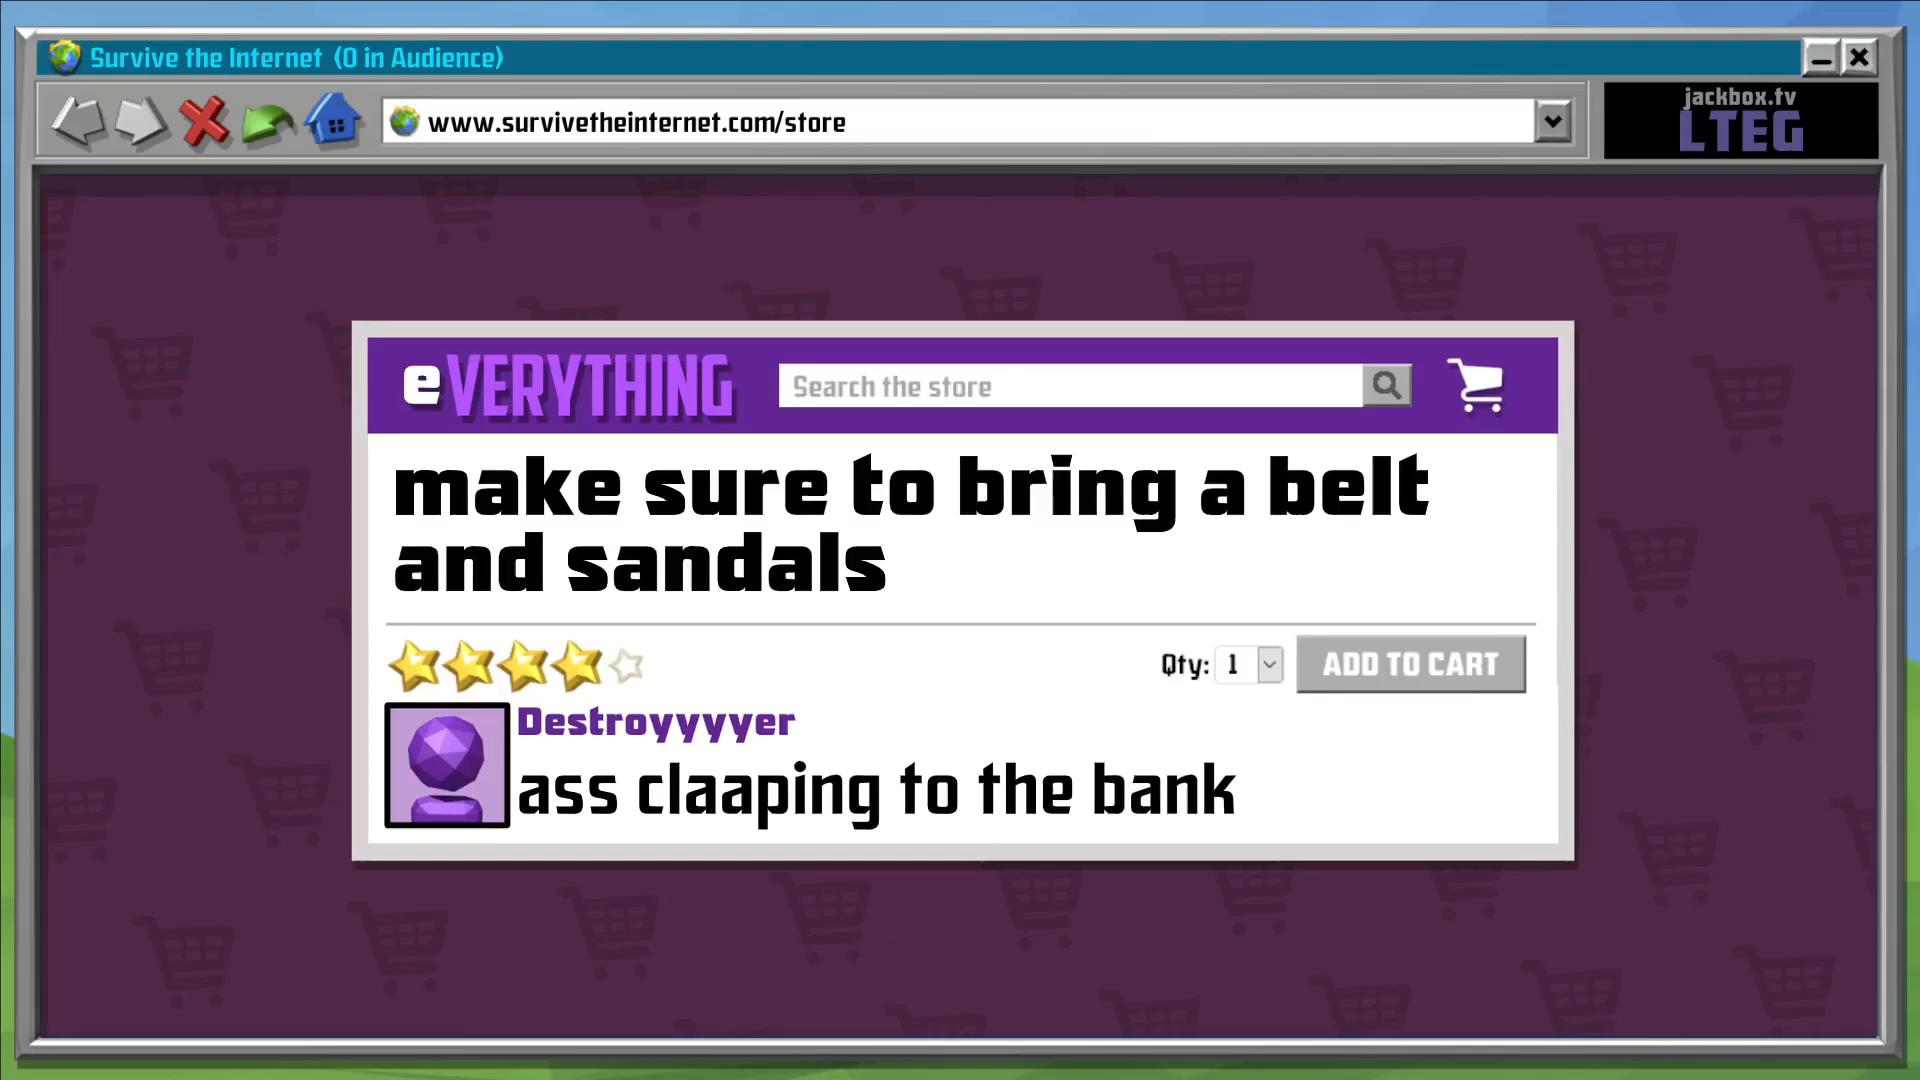 Survive the Internet (0 in Audience)
www.survivetheinternet.com/store
jackbox.tv
LTEG
eVERYTHING
Search the store
make sure to bring a belt
and sandals
Qty: 1
ADD TO CART
Destroyyyyer
ass claaping to the bank